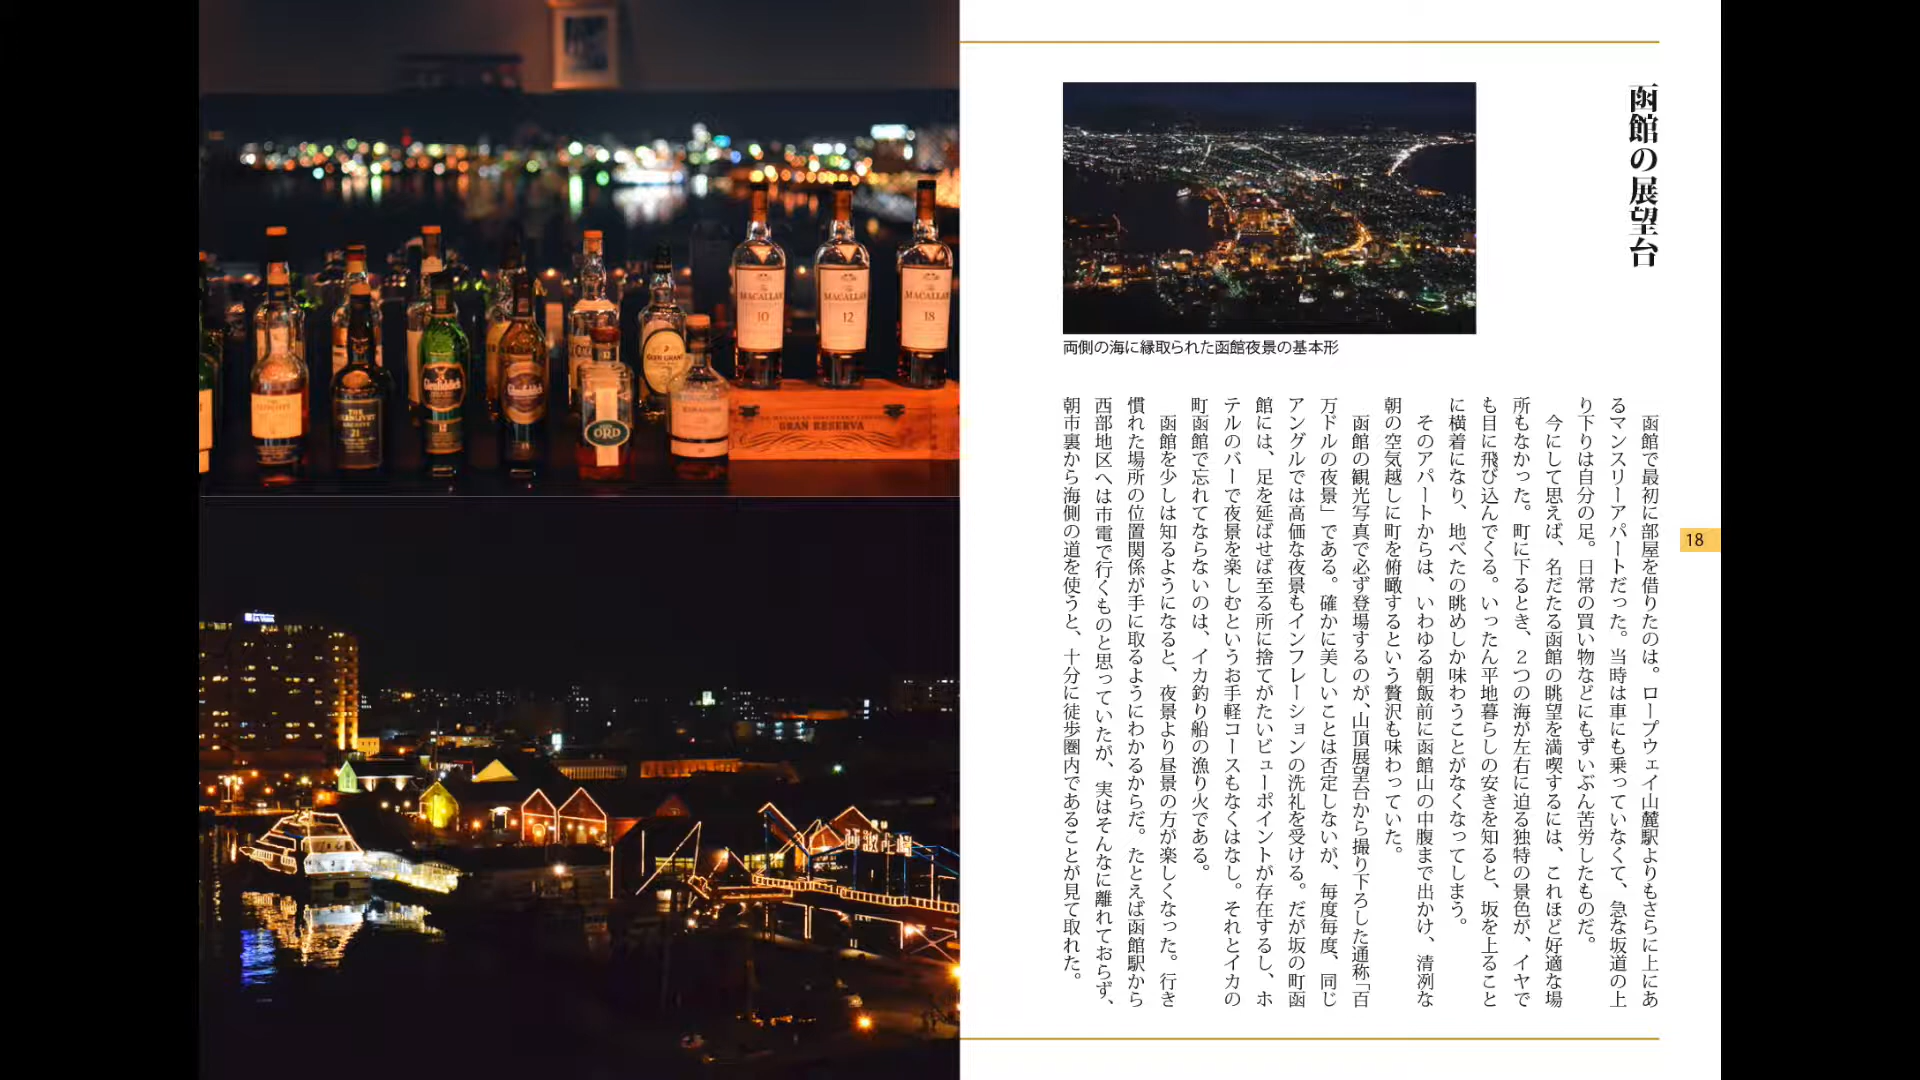 函館の展望台
両側の海に縁取られた函館夜景の基本形
函館で最初に部屋を借りたのは。ロープウェイ山麓駅よりもさらに上にあ
るマンスリーアパートだった。当時は車にも乗っていなくて、急な坂道の上
り下りは自分の足。日常の買い物などにもずいぶん苦労したものだ。
今にして思えば、名だたる函館の眺望を満喫するには、これほど好適な場
所もなかった。町に下るとき、２つの海が左右に迫る独特の景色が、イヤで
も目に飛び込んでくる。いったん平地暮らしの安きを知ると、坂を上ること
に横着になり、地べたの眺めしか味わうことがなくなってしまう。
そのアパートからは、いわゆる朝飯前に函館山の中腹まで出かけ、清冽な
朝の空気越しに町を俯瞰するという贅沢も味わっていた。
函館の観光写真で必ず登場するのが、山頂展望台から撮り下ろした通称「百
万ドルの夜景」である。確かに美しいことは否定しないが、毎度毎度、同じ
アングルでは高価な夜景もインフレーションの洗礼を受ける。だが坂の町函
館には、足を延ばせば至る所に捨てがたいビューポイントが存在するし、ホ
テルのバーで夜景を楽しむというお手軽コースもなくはなし。それとイカの
町函館で忘れてならないのは、イカ釣り船の漁り火である。
函館を少しは知るようになると、夜景より昼景の方が楽しくなった。行き
慣れた場所の位置関係が手に取るようにわかるからだ。たとえば函館駅から
西部地区へは市電で行くものと思っていたが、実はそんなに離れておらず、
朝市裏から海側の道を使うと、十分に徒歩圏内であることが見て取れた。
18
MACALLAN
10
MACALLAN
12
MACALLAN
18
GLEN GRANT
Glenfiddich
12
THE
GLENLIVET
21
ORD
GRAN RESERVA